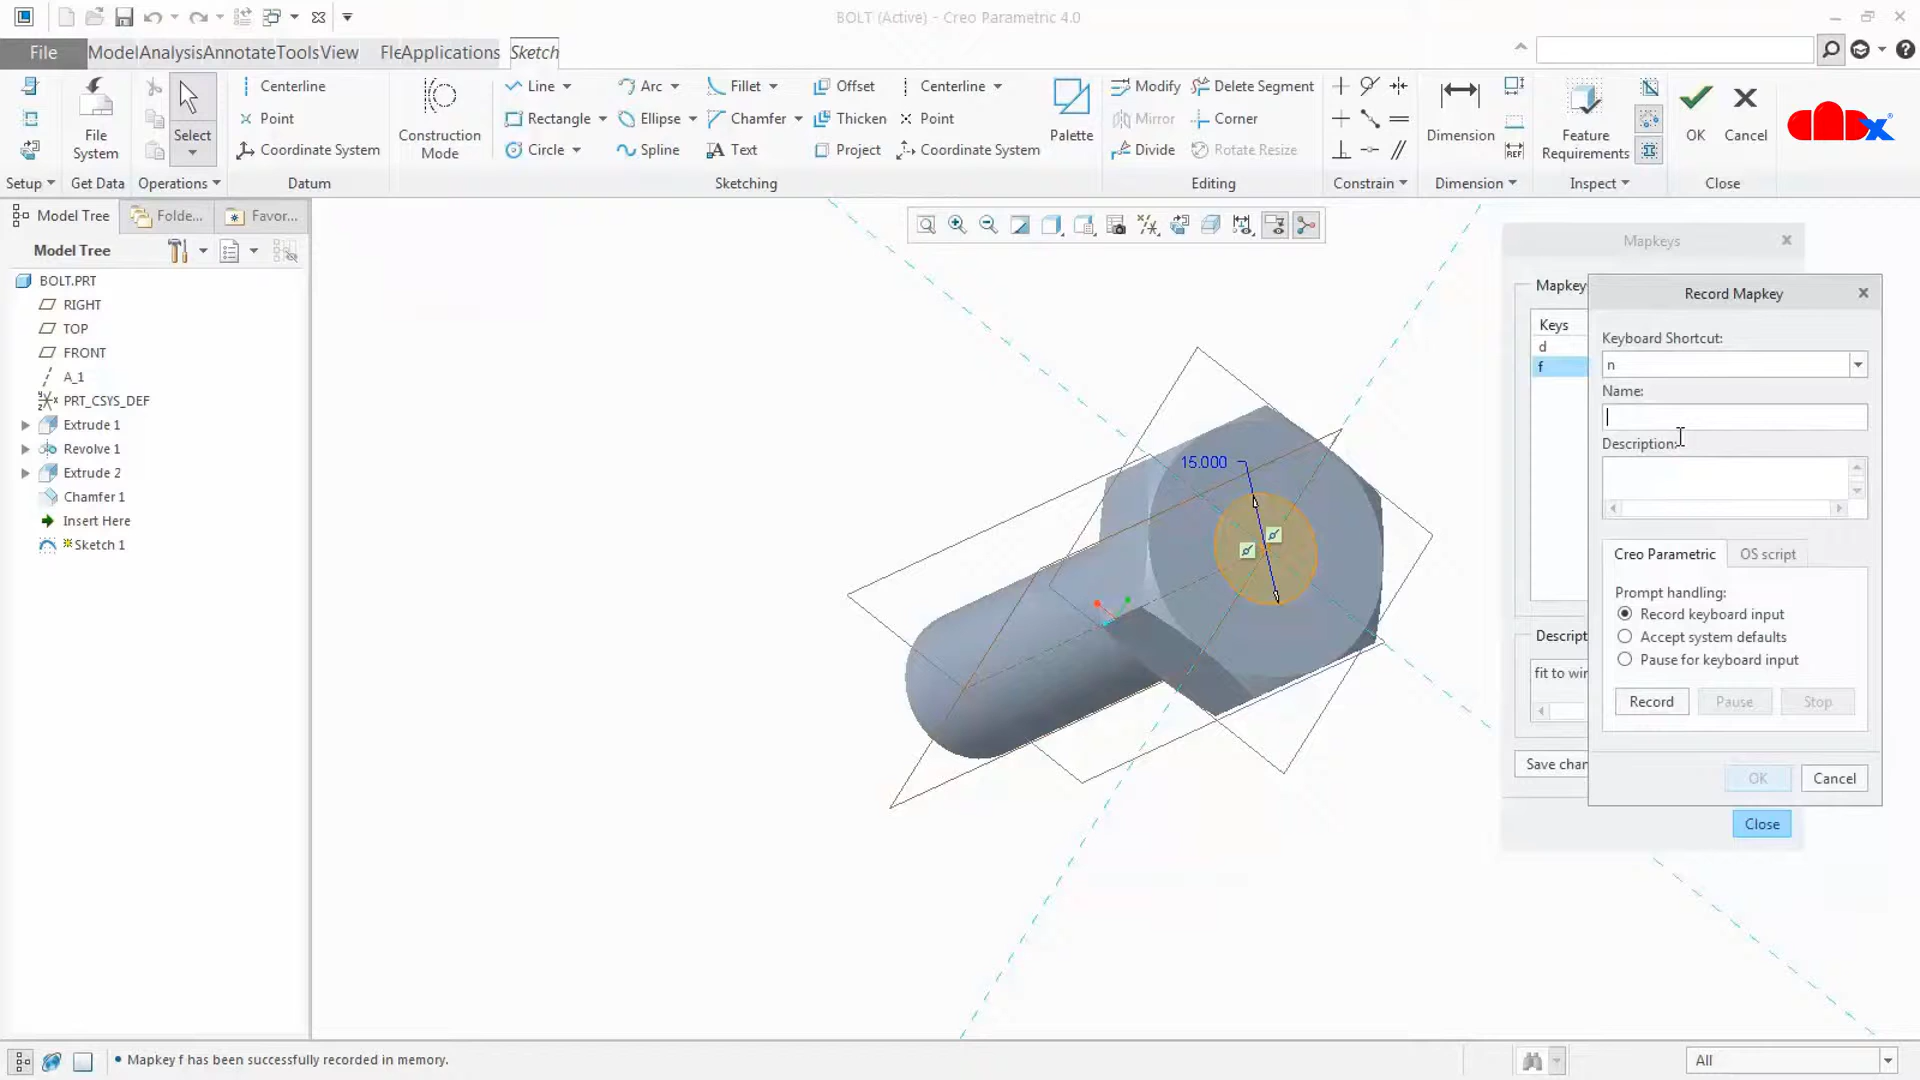 BOLT (Active) - Creo Parametric 4.0
File
Model Analysis Annotate Tools View Fle Applications Sketch
Centerline
Line
Arc
Fillet
Offset
Centerline
Modify
Delete Segment
Point
Rectangle
Ellipse
Chamfer
Thicken
Point
Mirror
Corner
Coordinate System
Circle
Spline
Text
Project
Coordinate System
Divide
Rotate Resize
File
System
Select
Construction
Mode
Palette
Dimension
REF
Feature
Requirements
OK
Cancel
Setup
Get Data
Operations
Datum
Sketching
Editing
Constrain
Dimension
Inspect
Close
CADx
Model Tree
Folde...
Favor...
Model Tree
BOLT.PRT
RIGHT
TOP
FRONT
A_1
PRT_CSYS_DEF
Extrude 1
Revolve 1
Extrude 2
Chamfer 1
Insert Here
Sketch 1
15.000
Mapkeys
Mapkey
Keys
d
f
Descript
fit to wir
Save chan
Close
Record Mapkey
Keyboard Shortcut:
n
Name:
Description:
Creo Parametric
OS script
Prompt handling:
Record keyboard input
Accept system defaults
Pause for keyboard input
Record
Pause
Stop
OK
Cancel
Mapkey f has been successfully recorded in memory.
All